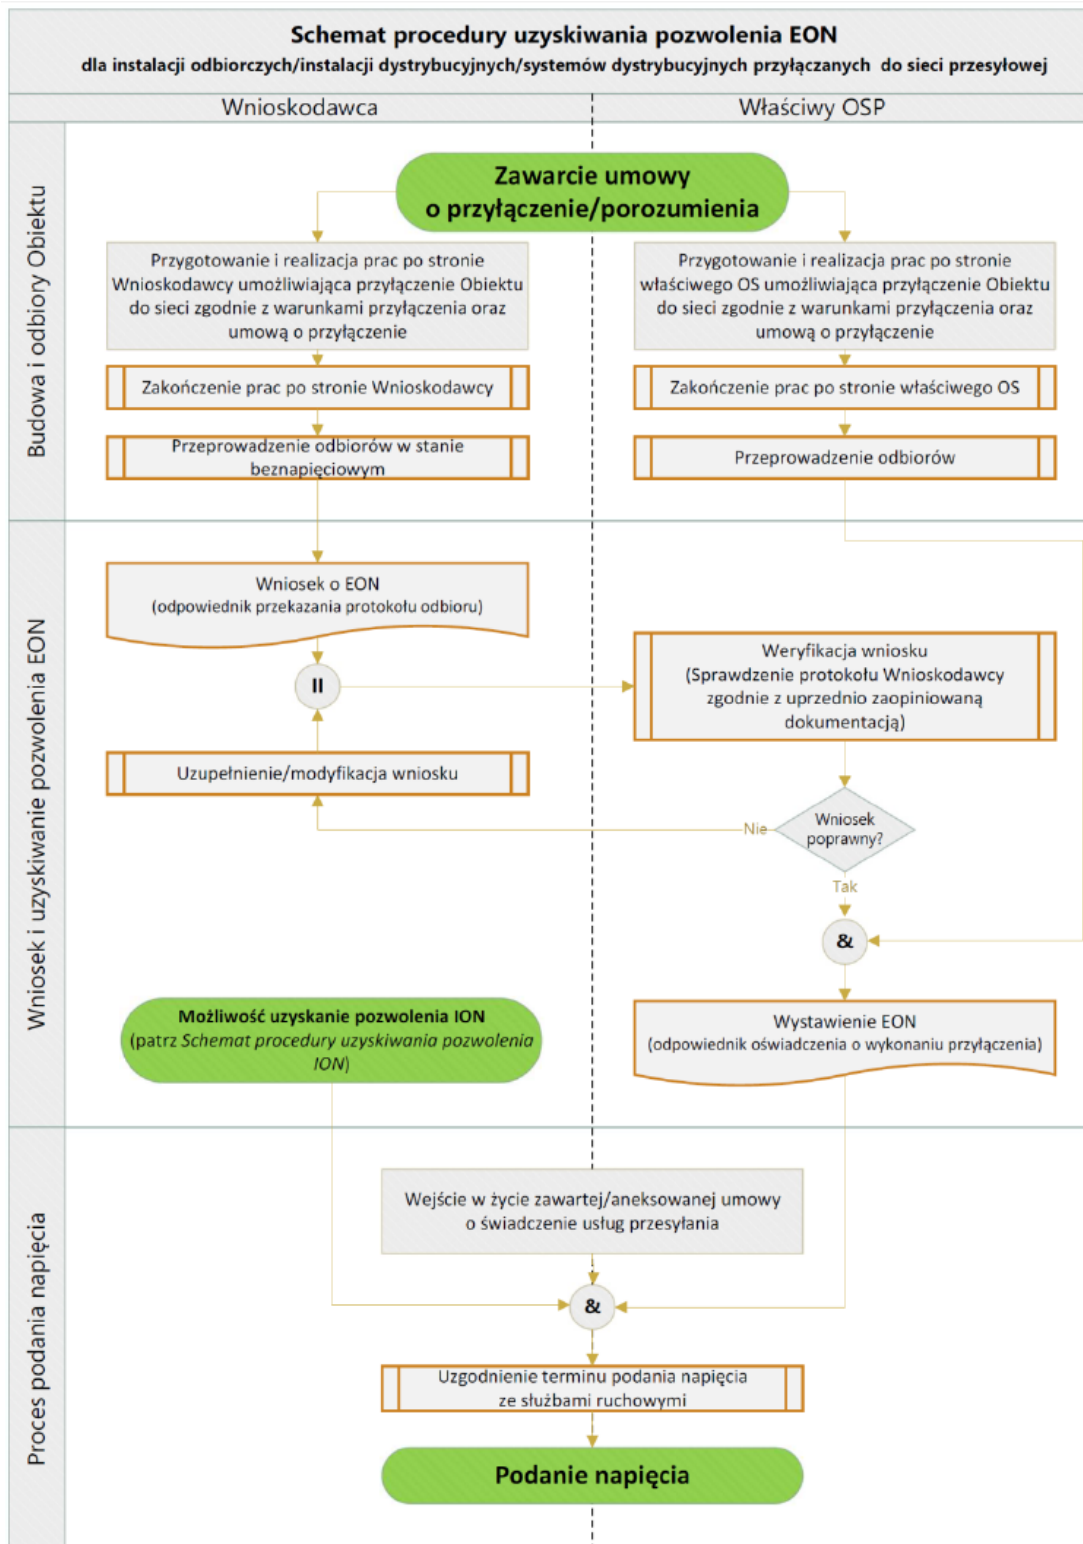 Schemat procedury uzyskiwania pozwolenia EON
dla instalacji odbiorczych/instalacji dystrybucyjnych/systemów dystrybucyjnych przyłączanych do sieci przesyłowej
Wnioskodawca
Właściwy OSP
Budowa i odbiory Obiektu
Zawarcie umowy
o przyłączenie/porozumienia
Przygotowanie i realizacja prac po stronie
Wnioskodawcy umożliwiająca przyłączenie Obiektu
do sieci zgodnie z warunkami przyłączenia oraz
umową o przyłączenie
Przygotowanie i realizacja prac po stronie
właściwego OS umożliwiająca przyłączenie Obiektu
do sieci zgodnie z warunkami przyłączenia oraz
umową o przyłączenie
Zakończenie prac po stronie Wnioskodawcy
Zakończenie prac po stronie właściwego OS
Przeprowadzenie odbiorów w stanie
beznapięciowym
Przeprowadzenie odbiorów
Wniosek i uzyskiwanie pozwolenia EON
Wniosek o EON
(odpowiednik przekazania protokołu odbioru)
II
Weryfikacja wniosku
(Sprawdzenie protokołu Wnioskodawcy
zgodnie z uprzednio zaopiniowaną
dokumentacją)
Uzupełnienie/modyfikacja wniosku
Nie
Wniosek
poprawny?
Tak
&
Możliwość uzyskanie pozwolenia ION
(patrz Schemat procedury uzyskiwania pozwolenia
ION)
Wystawienie EON
(odpowiednik oświadczenia o wykonaniu przyłączenia)
Proces podania napięcia
Wejście w życie zawartej/aneksowanej umowy
o świadczenie usług przesyłania
&
Uzgodnienie terminu podania napięcia
ze służbami ruchowymi
Podanie napięcia